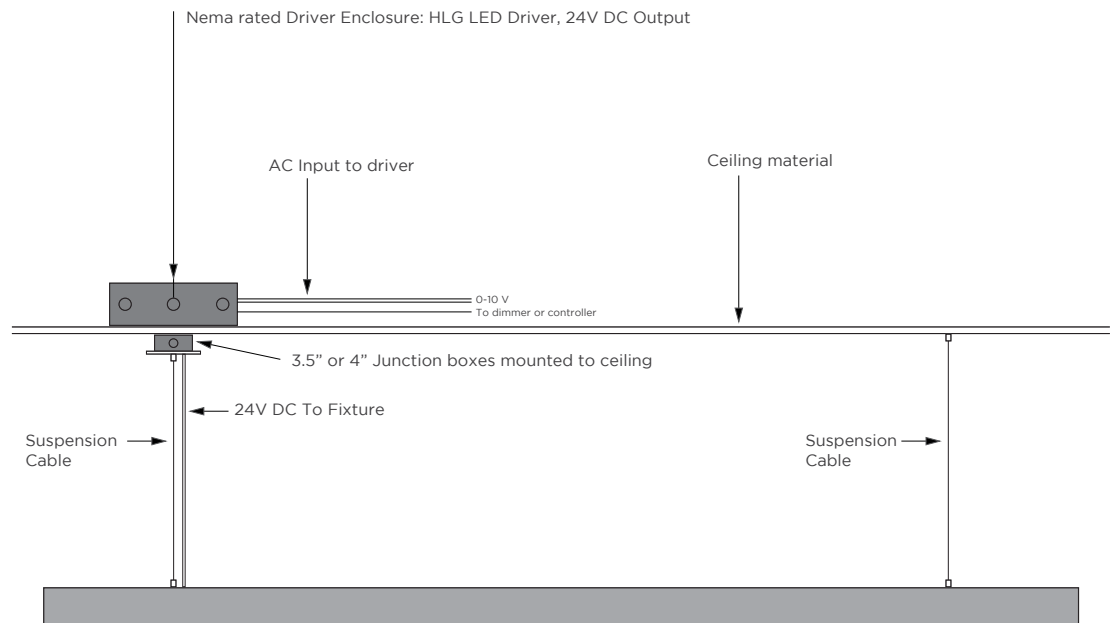 Nema rated Driver Enclosure: HLG LED Driver, 24V DC Output
AC Input to driver
Ceiling material
0-10 V
To dimmer or controller
3.5” or 4” Junction boxes mounted to ceiling
24V DC To Fixture
Suspension
Cable
Suspension
Cable